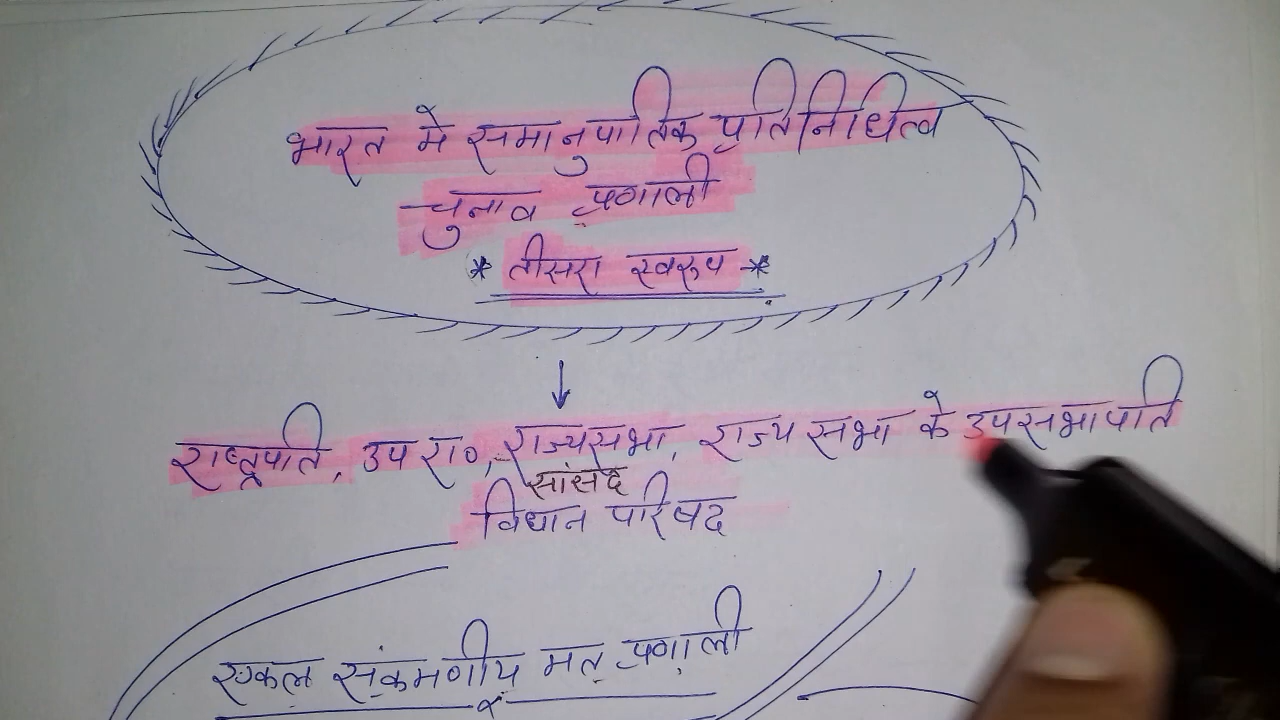 भारत में समानुपातिक प्रतिनिधित्व
चुनाव प्रणाली
* तीसरा स्वरूप *
राष्ट्रपति, उप रा०, राज्यसभा, राज्य सभा के उपसभापति
सांसद
विधान परिषद
एकल संक्रमणीय मत प्रणाली